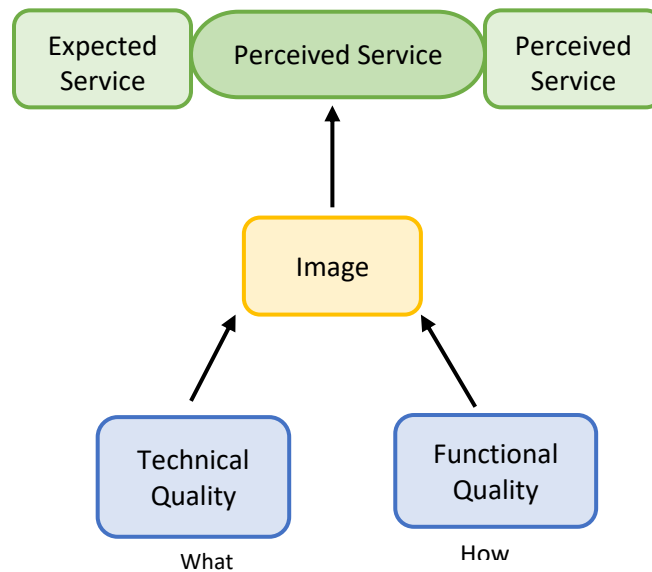 Expected
Service
Perceived Service
Perceived
Service
Image
Technical
Quality
Functional
Quality
What
How